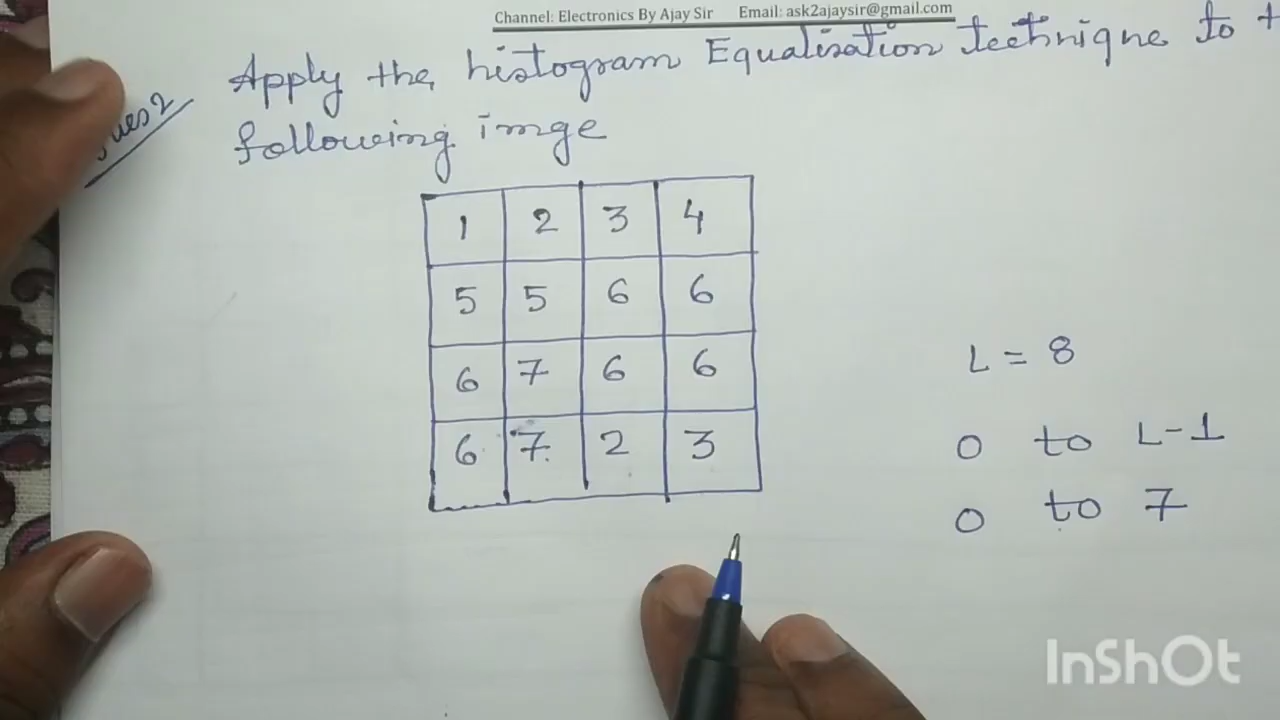 Channel: Electronics By Ajay Sir Email: ask2ajaysir@gmail.com
Apply the histogram Equalisation technique to
following imge
1 2 3 4
5 5 6 6
6 7 6 6
6 7 2 3
L = 8
0 to L-1
0 to 7
InShOt